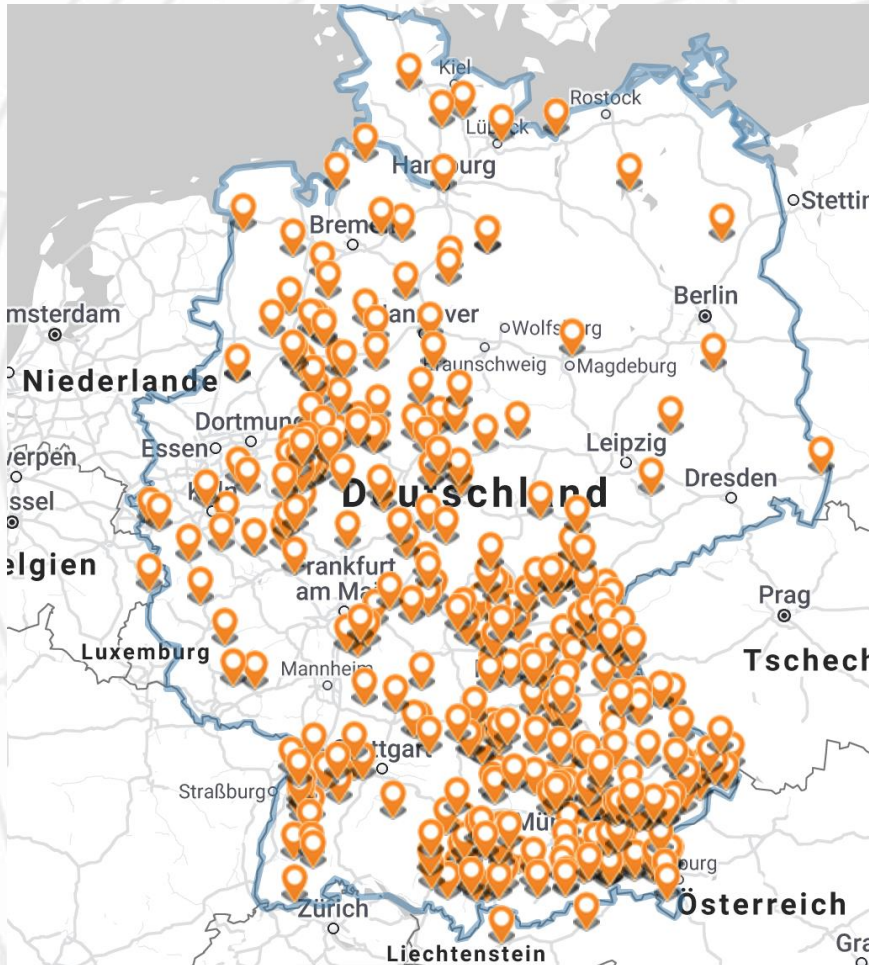 Kiel
Rostock
Lübeck
Hamburg
Stettin
Bremen
Berlin
msterdam
Hannover
Wolfsburg
Braunschweig
Magdeburg
Niederlande
Dortmund
Essen
Leipzig
werpen
Dresden
Köln
ssel
Deutschland
elgien
Frankfurt
am Main
Prag
Luxemburg
Tschech
Mannheim
Stuttgart
Straßburg
Mün
burg
Österreich
Zürich
Gra
Liechtenstein